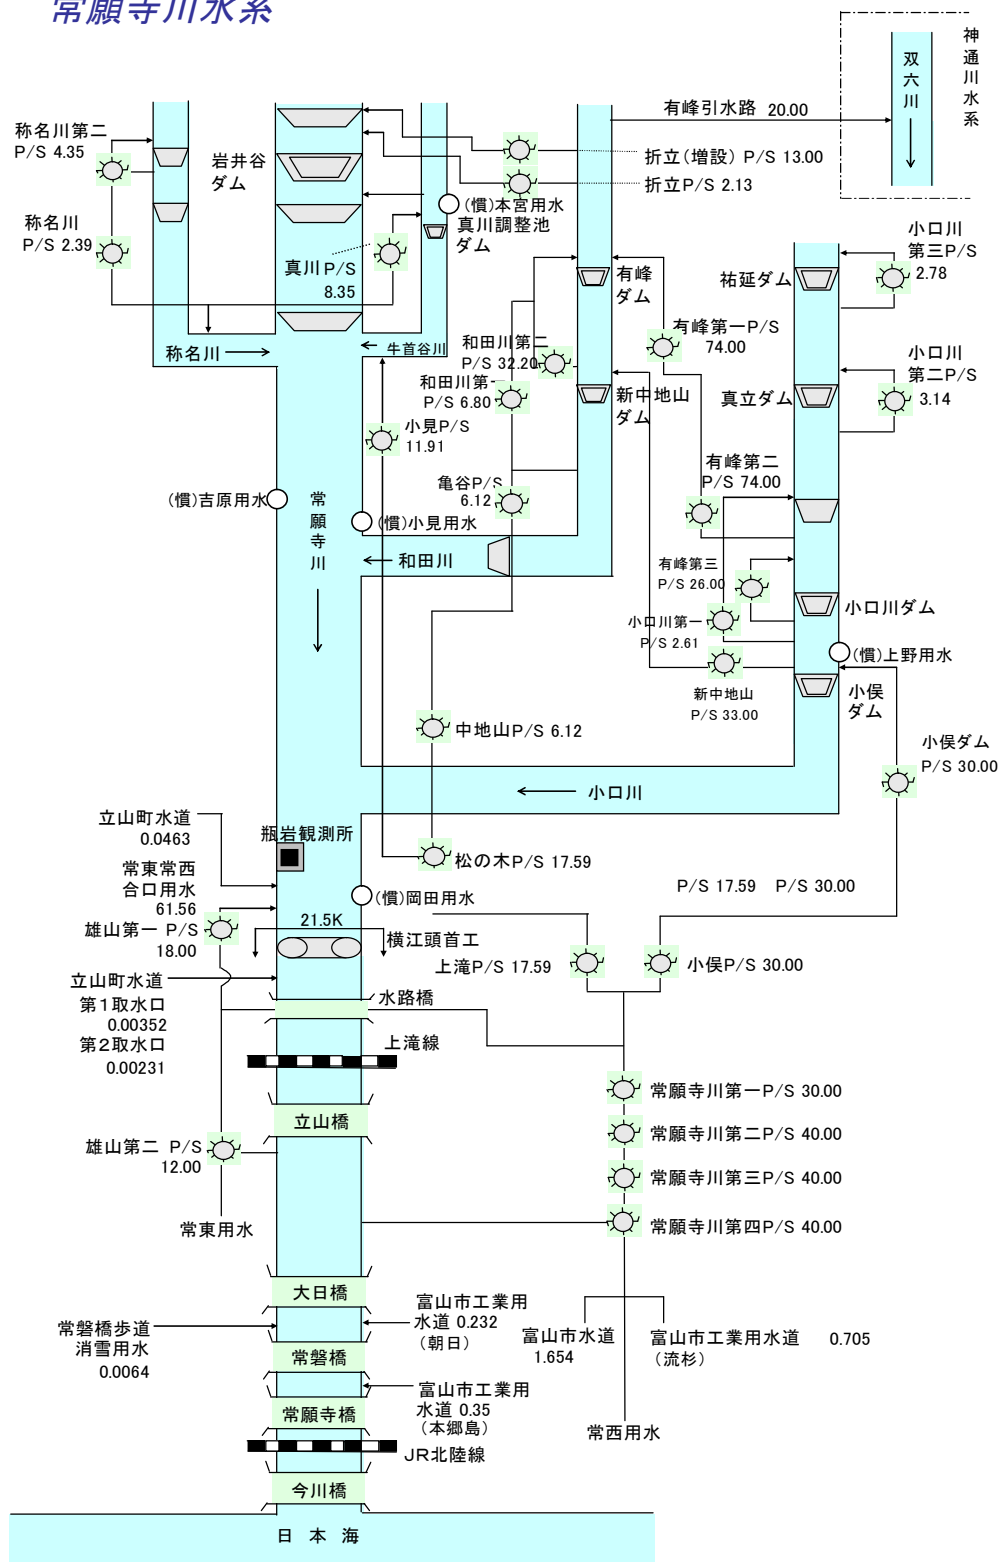 常願寺川水系
神通川水系
双六川
有峰引水路 20.00
折立(増設) P/S 13.00
折立P/S 2.13
称名川第二
P/S 4.35
岩井谷
ダム
(慣)本宮用水
真川調整池
ダム
称名川
P/S 2.39
真川P/S
8.35
小口川
第三P/S
2.78
有峰
ダム
祐延ダム
称名川
牛首谷川
和田川第二
P/S 32.20
有峰第一P/S
74.00
小口川
第二P/S
3.14
和田川第一
P/S 6.80
新中地山
ダム
真立ダム
小見P/S
11.91
亀谷P/S
6.12
有峰第二
P/S 74.00
(慣)吉原用水
常願寺川
(慣)小見用水
和田川
有峰第三
P/S 26.00
小口川ダム
小口川第一
P/S 2.61
(慣)上野用水
新中地山
P/S 33.00
小俣
ダム
中地山P/S 6.12
小俣ダム
P/S 30.00
小口川
立山町水道
0.0463
瓶岩観測所
松の木P/S 17.59
常東常西
合口用水
61.56
(慣)岡田用水
P/S 17.59 P/S 30.00
雄山第一 P/S
18.00
21.5K
横江頭首工
上滝P/S 17.59
小俣P/S 30.00
立山町水道
第1取水口
0.00352
第2取水口
0.00231
水路橋
上滝線
常願寺川第一P/S 30.00
立山橋
常願寺川第二P/S 40.00
雄山第二 P/S
12.00
常願寺川第三P/S 40.00
常東用水
常願寺川第四P/S 40.00
大日橋
富山市工業用
水道 0.232
(朝日)
常磐橋歩道
消雪用水
0.0064
富山市水道
1.654
富山市工業用水道 0.705
(流杉)
常磐橋
富山市工業用
水道 0.35
(本郷島)
常願寺橋
常西用水
JR北陸線
今川橋
日本海